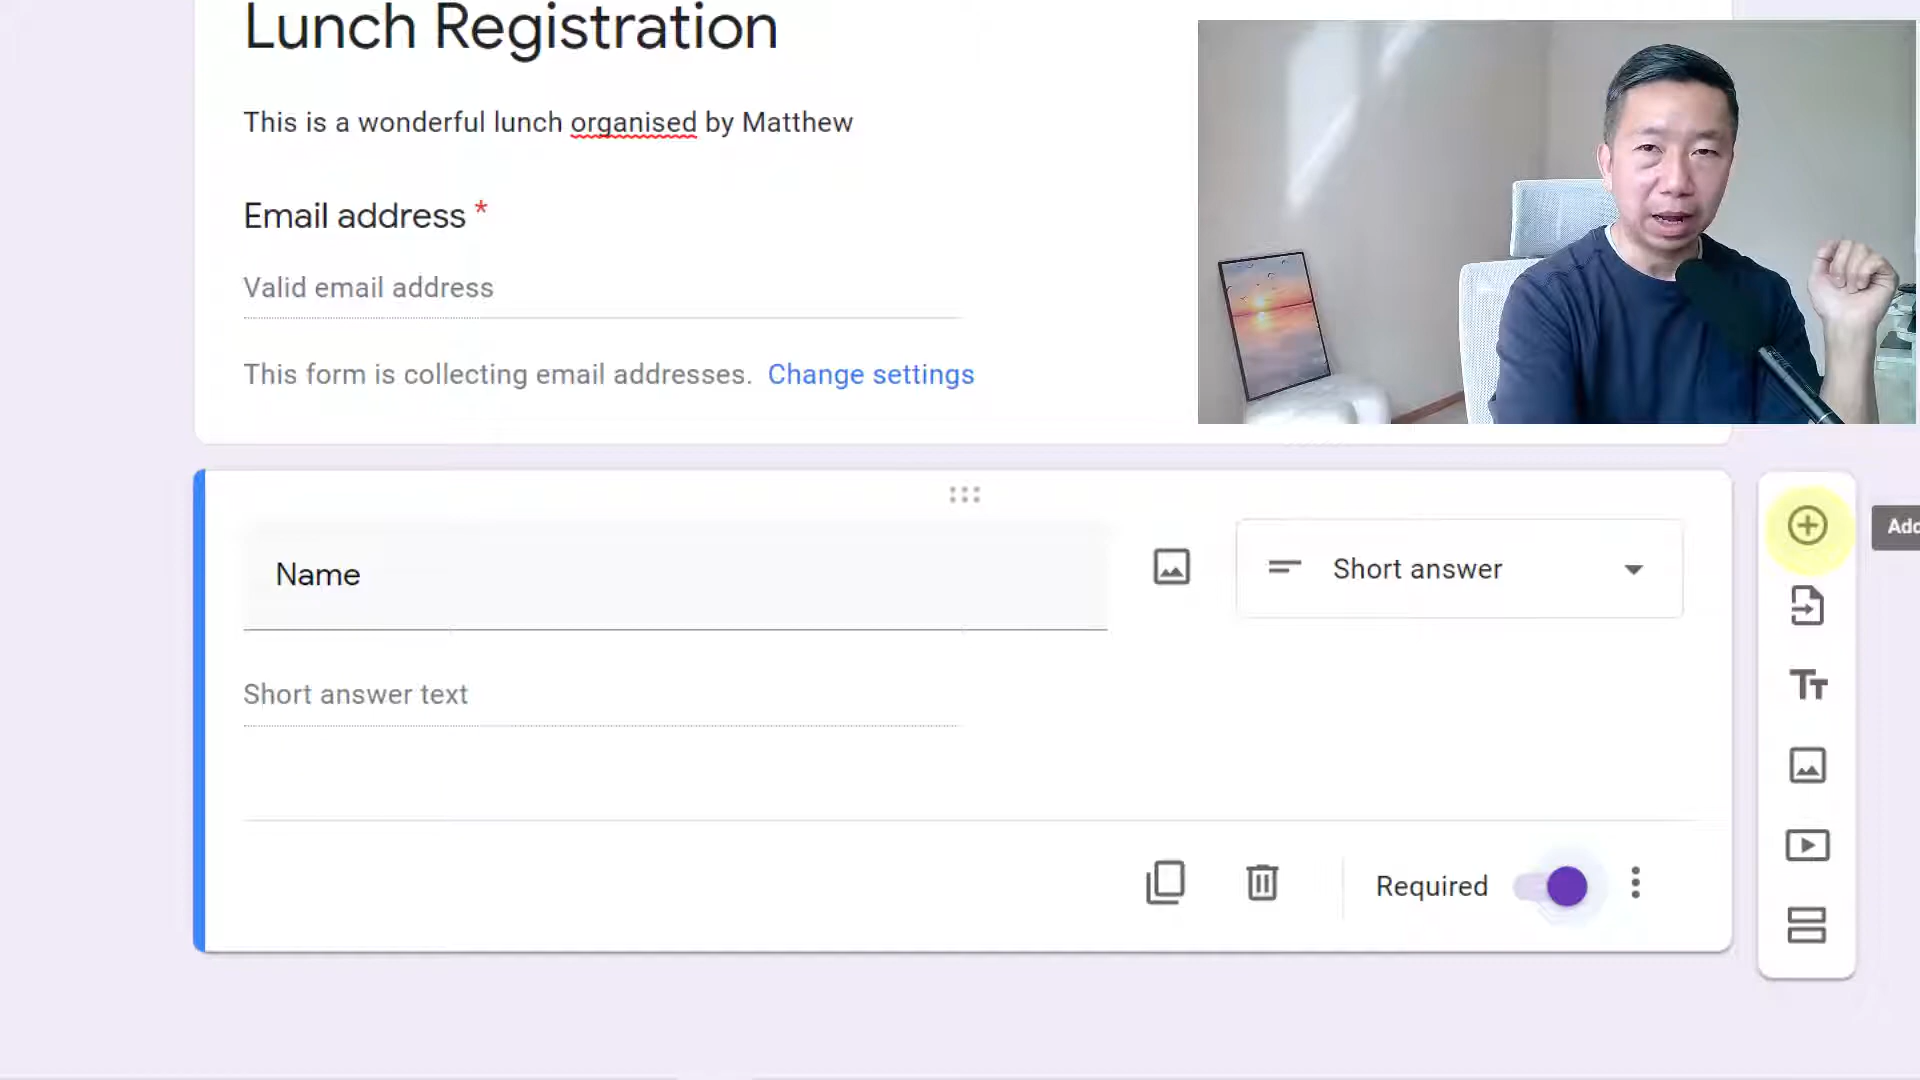 Lunch Registration
This is a wonderful lunch organised by Matthew
Email address *
Valid email address
This form is collecting email addresses. Change settings
Name
Short answer
Add
Short answer text
Required